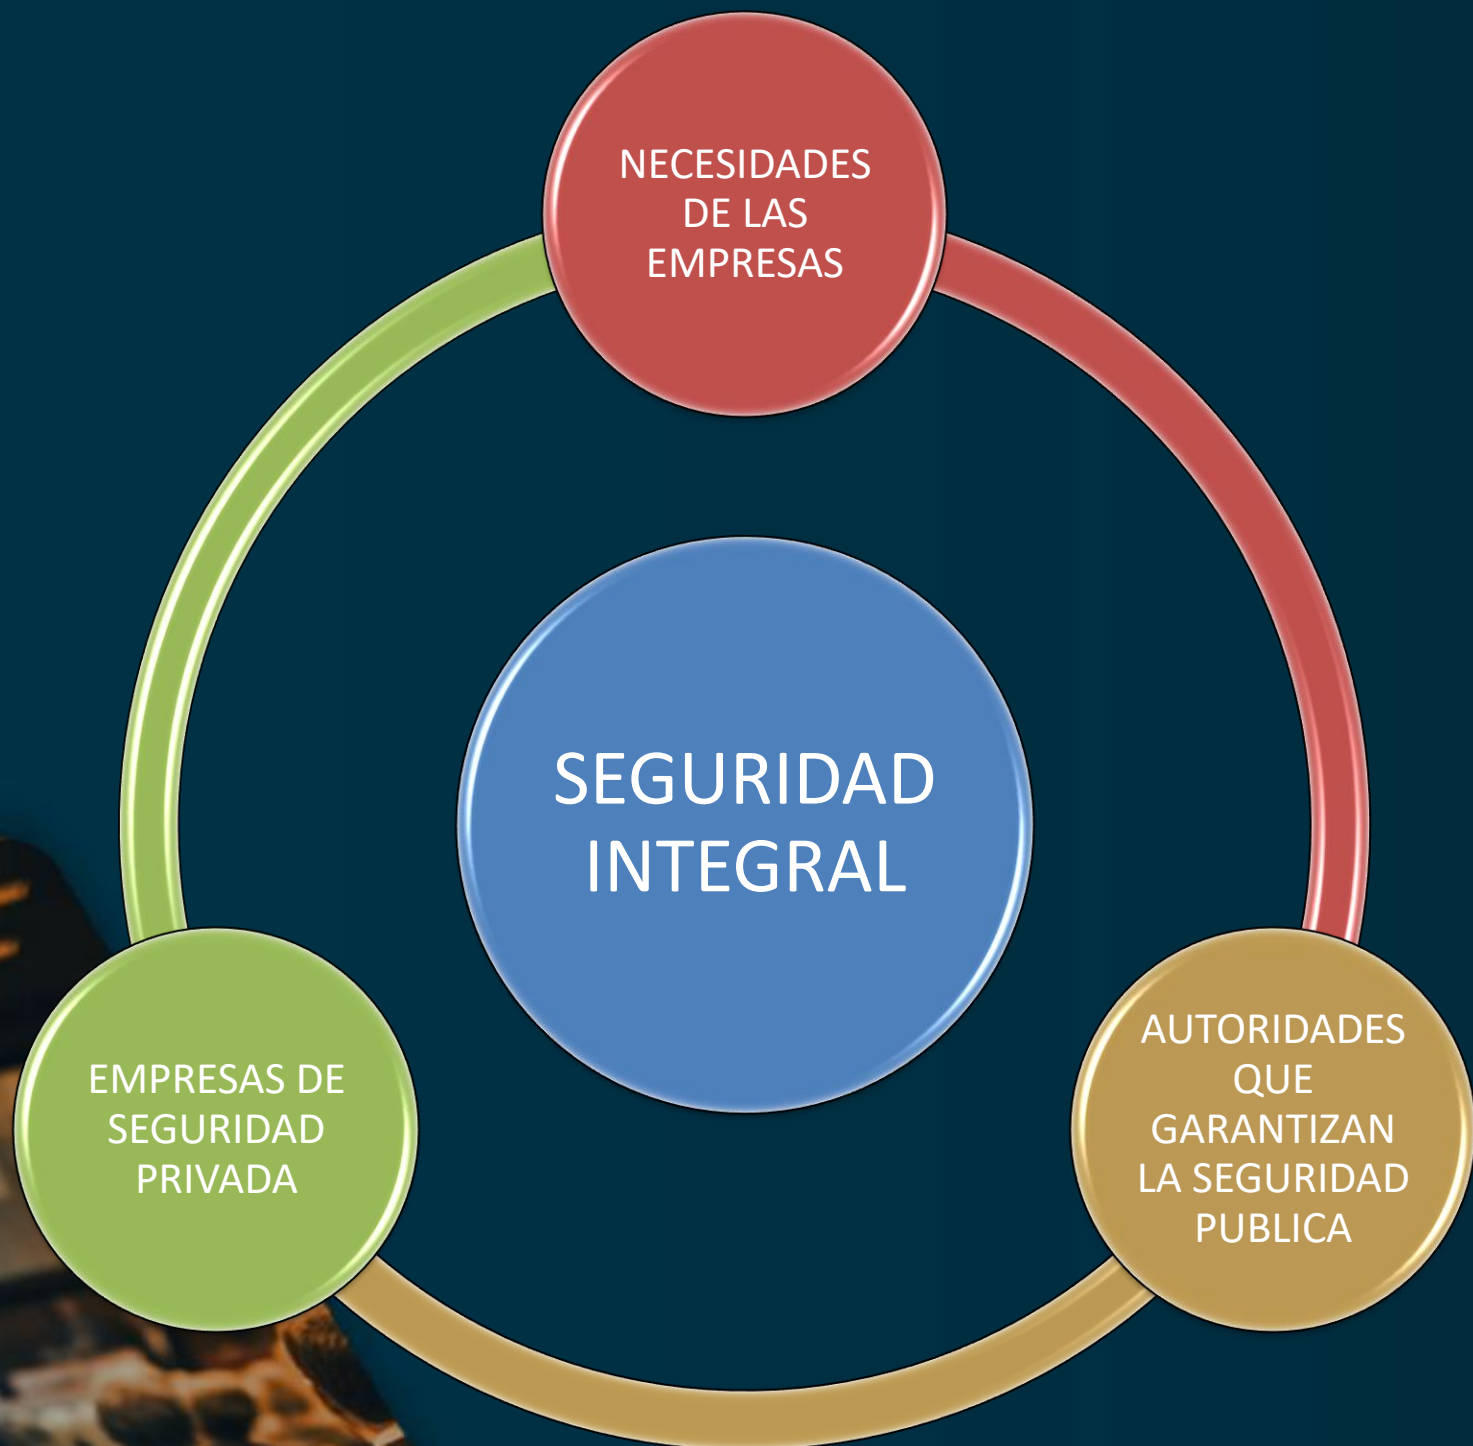 NECESIDADES
DE LAS
EMPRESAS
SEGURIDAD
INTEGRAL
EMPRESAS DE
SEGURIDAD
PRIVADA
AUTORIDADES
QUE
GARANTIZAN
LA SEGURIDAD
PUBLICA